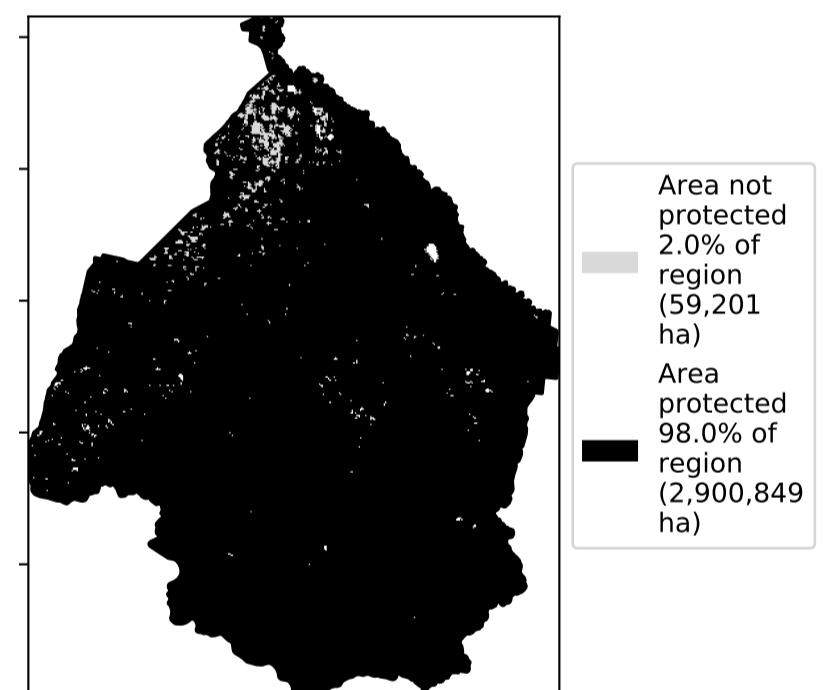 Area not
protected
2.0% of
region
(59,201
ha)
Area
protected
98.0% of
region
(2,900,849
ha)